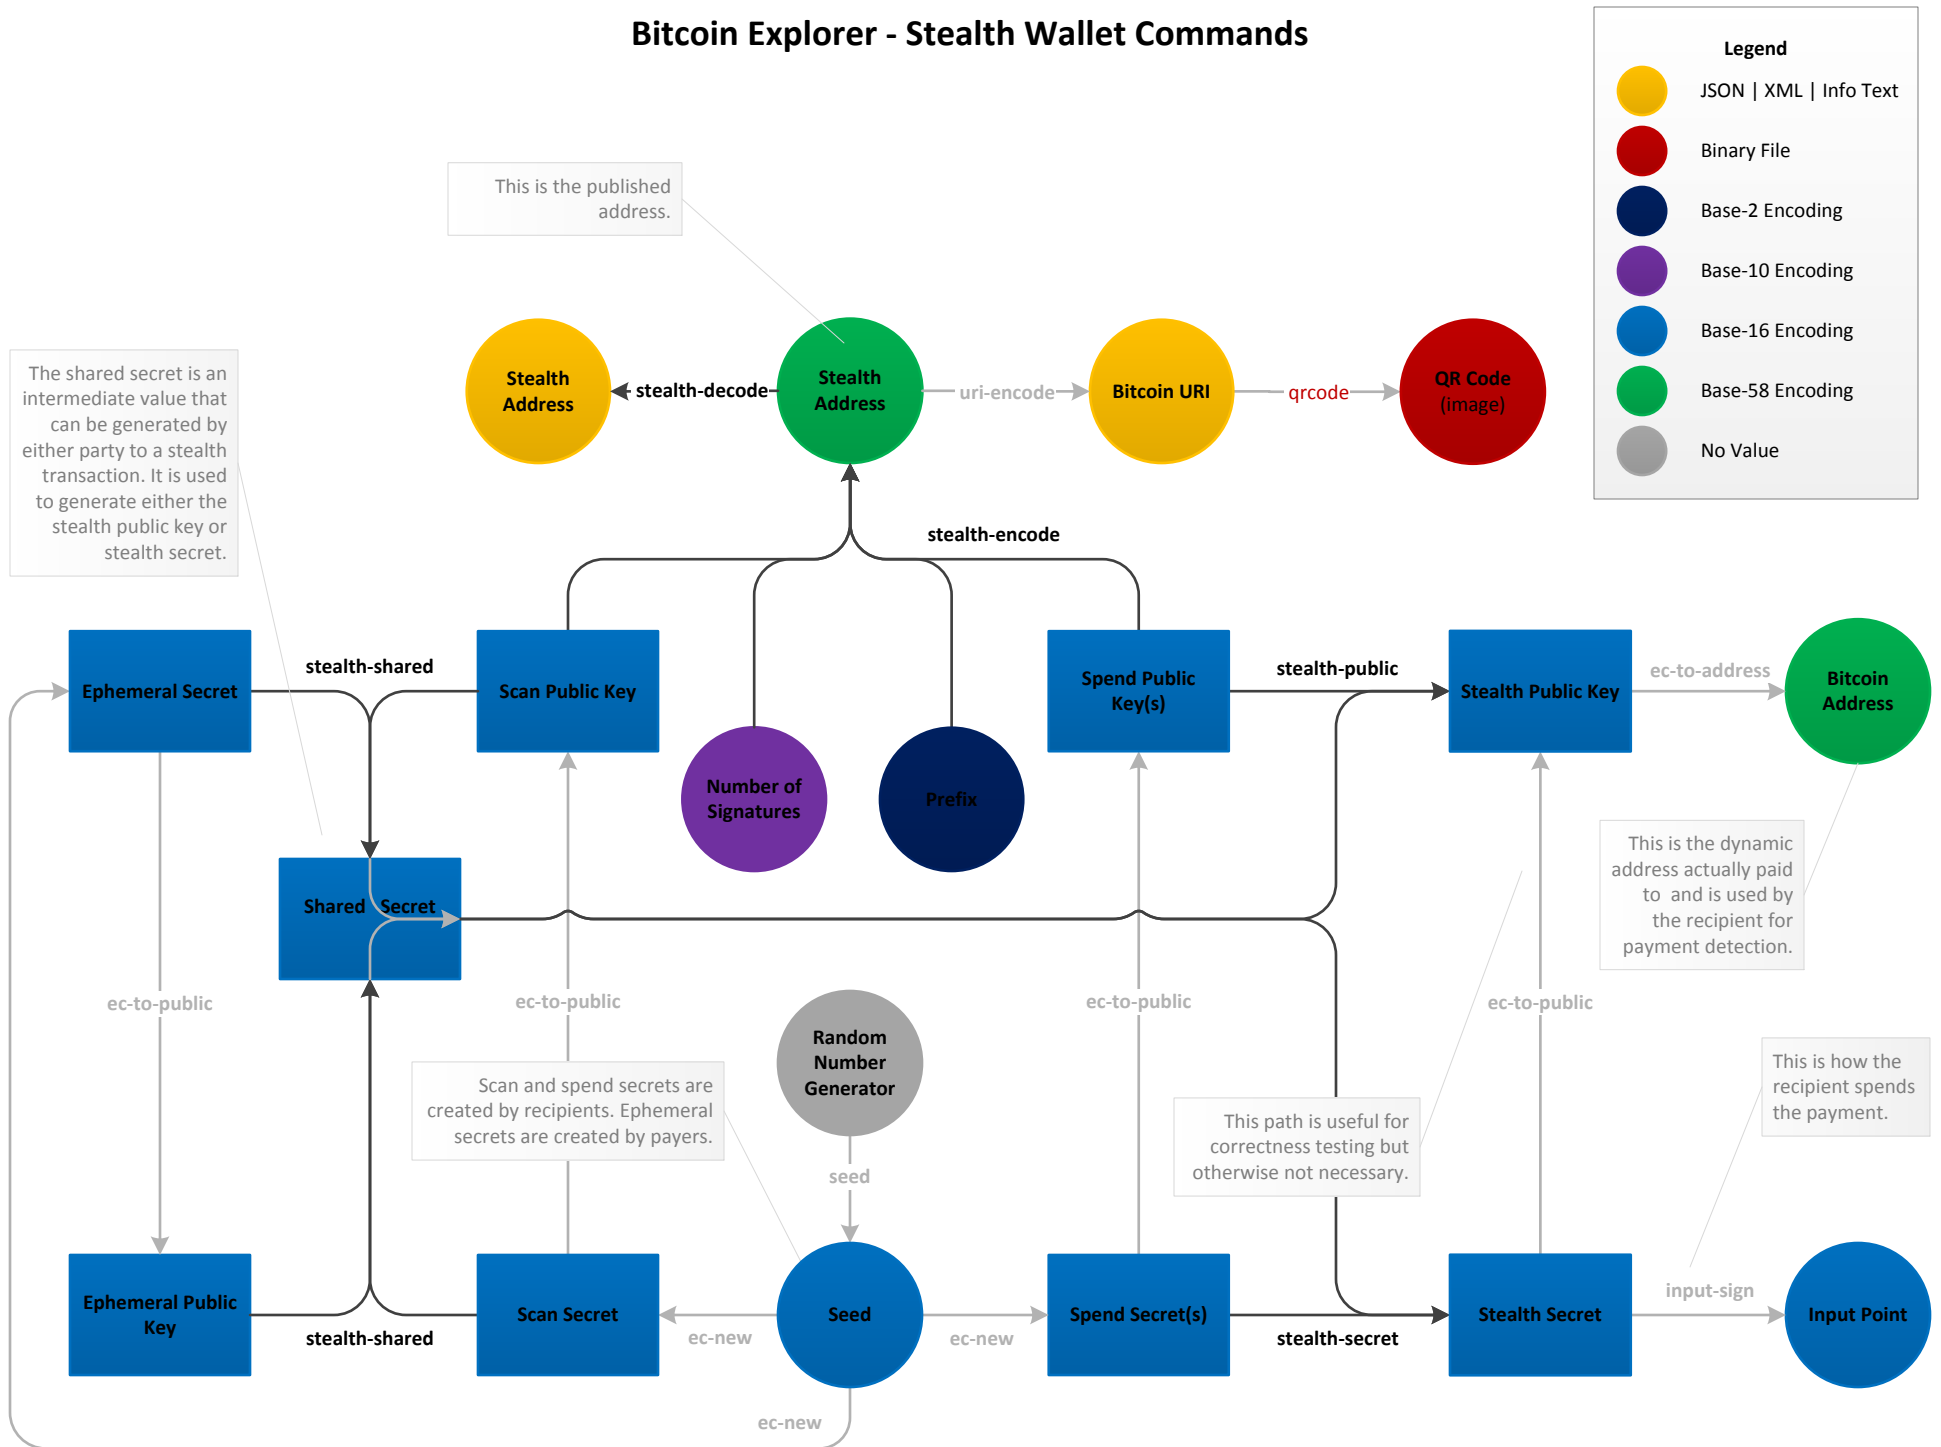 Bitcoin Explorer - Stealth Wallet Commands
Legend
JSON | XML | Info Text
Binary File
Base-2 Encoding
Base-10 Encoding
Base-16 Encoding
Base-58 Encoding
No Value
This is the published
address.
The shared secret is an
intermediate value that
can be generated by
either party to a stealth
transaction. It is used
to generate either the
stealth public key or
stealth secret.
Stealth
Address
stealth-decode
Stealth
Address
uri-encode
Bitcoin URI
qrcode
QR Code
(image)
stealth-encode
Ephemeral Secret
stealth-shared
Scan Public Key
Number of
Signatures
Prefix
Spend Public
Key(s)
stealth-public
Stealth Public Key
ec-to-address
Bitcoin
Address
Shared Secret
This is the dynamic
address actually paid
to and is used by
the recipient for
payment detection.
ec-to-public
ec-to-public
ec-to-public
ec-to-public
Random
Number
Generator
Scan and spend secrets are
created by recipients. Ephemeral
secrets are created by payers.
This path is useful for
correctness testing but
otherwise not necessary.
This is how the
recipient spends
the payment.
seed
Ephemeral Public
Key
stealth-shared
Scan Secret
ec-new
Seed
ec-new
Spend Secret(s)
stealth-secret
Stealth Secret
input-sign
Input Point
ec-new